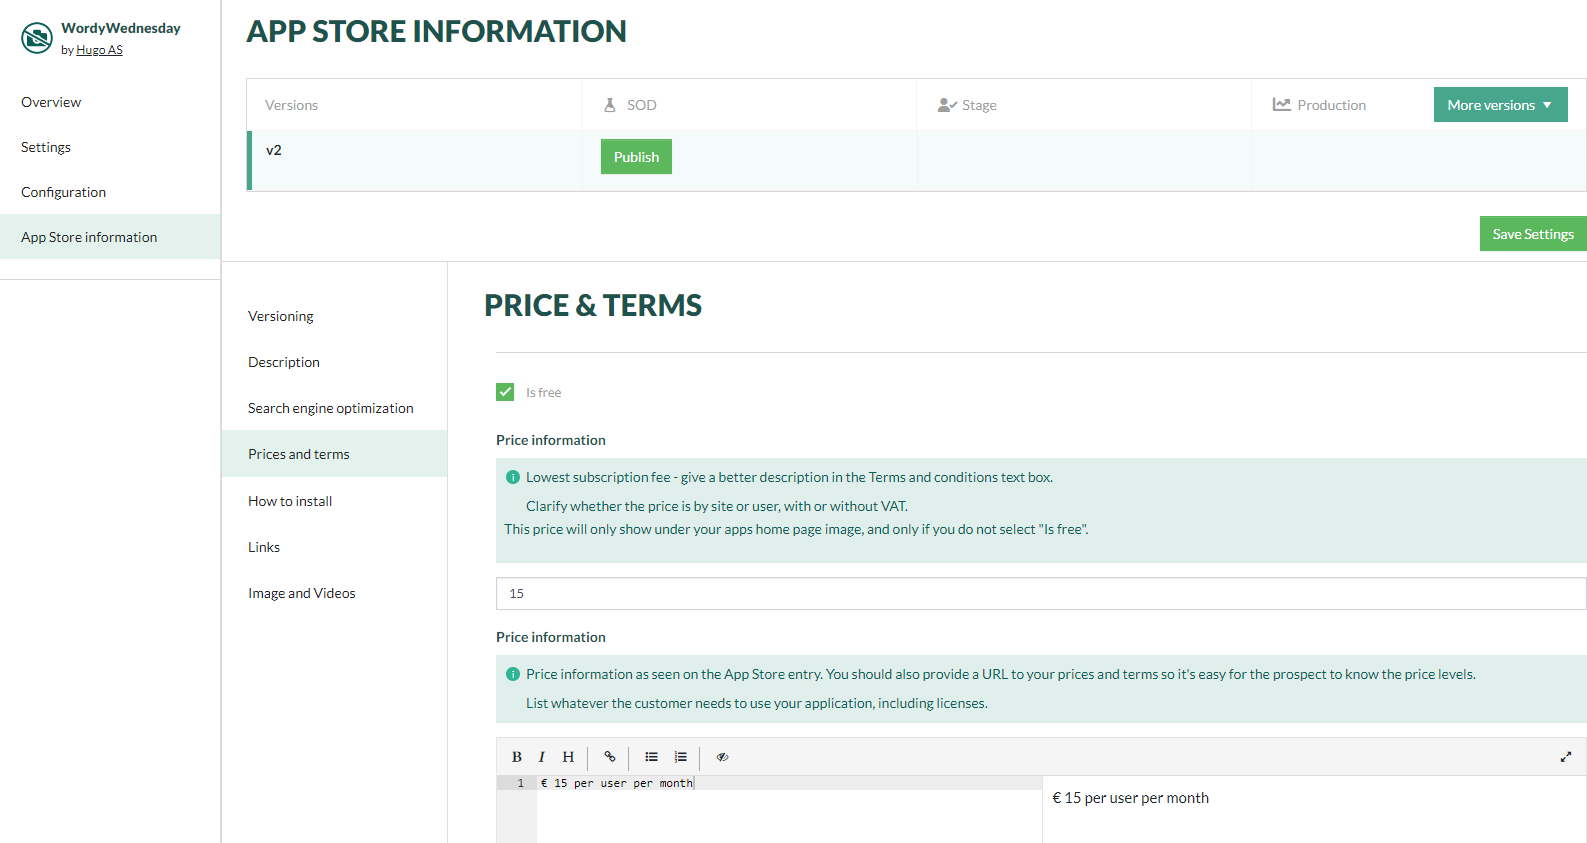 WordyWednesday
by Hugo AS
Overview
Settings
Configuration
App Store information
APP STORE INFORMATION
Versions SOD Stage Production More versions
v2 Publish
Save Settings
Versioning
Description
Search engine optimization
Prices and terms
How to install
Links
Image and Videos
PRICE & TERMS
Is free
Price information
Lowest subscription fee - give a better description in the Terms and conditions text box.
Clarify whether the price is by site or user, with or without VAT.
This price will only show under your apps home page image, and only if you do not select "Is free".
15
Price information
Price information as seen on the App Store entry. You should also provide a URL to your prices and terms so it's easy for the prospect to know the price levels.
List whatever the customer needs to use your application, including licenses.
B I H
1 € 15 per user per month
€ 15 per user per month